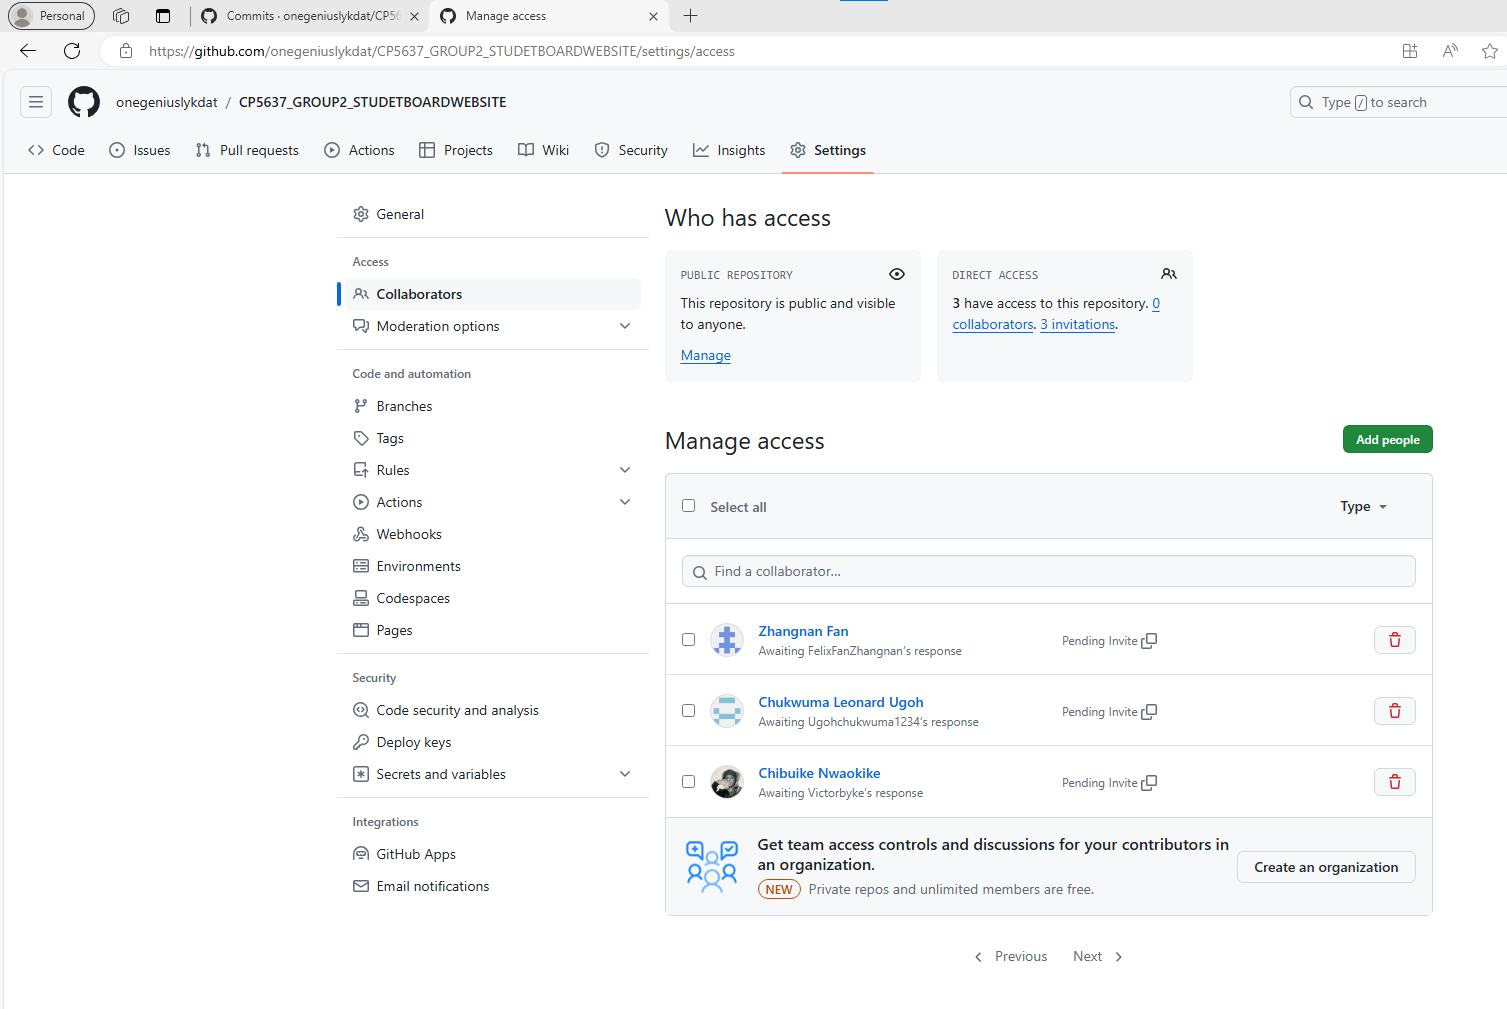 Personal
Commits · onegeniuslykdat/CP56
Manage access
https://github.com/onegeniuslykdat/CP5637_GROUP2_STUDETBOARDWEBSITE/settings/access
onegeniuslykdat / CP5637_GROUP2_STUDETBOARDWEBSITE
Type / to search
Code
Issues
Pull requests
Actions
Projects
Wiki
Security
Insights
Settings
General
Access
Collaborators
Moderation options
Code and automation
Branches
Tags
Rules
Actions
Webhooks
Environments
Codespaces
Pages
Security
Code security and analysis
Deploy keys
Secrets and variables
Integrations
GitHub Apps
Email notifications
Who has access
PUBLIC REPOSITORY
This repository is public and visible
to anyone.
Manage
DIRECT ACCESS
3 have access to this repository. 0
collaborators. 3 invitations.
Manage access
Add people
Select all
Type
Find a collaborator...
Zhangnan Fan
Awaiting FelixFanZhangnan's response
Pending Invite
Chukwuma Leonard Ugoh
Awaiting Ugohchukwuma1234's response
Pending Invite
Chibuike Nwaokike
Awaiting Victorbyke's response
Pending Invite
Get team access controls and discussions for your contributors in
an organization.
NEW Private repos and unlimited members are free.
Create an organization
Previous
Next